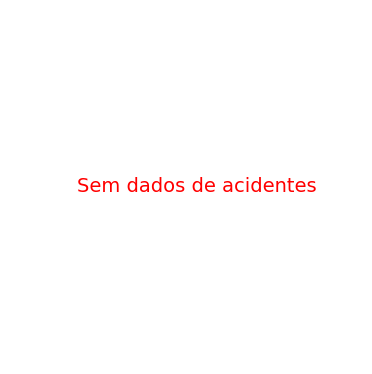 Sem dados de acidentes